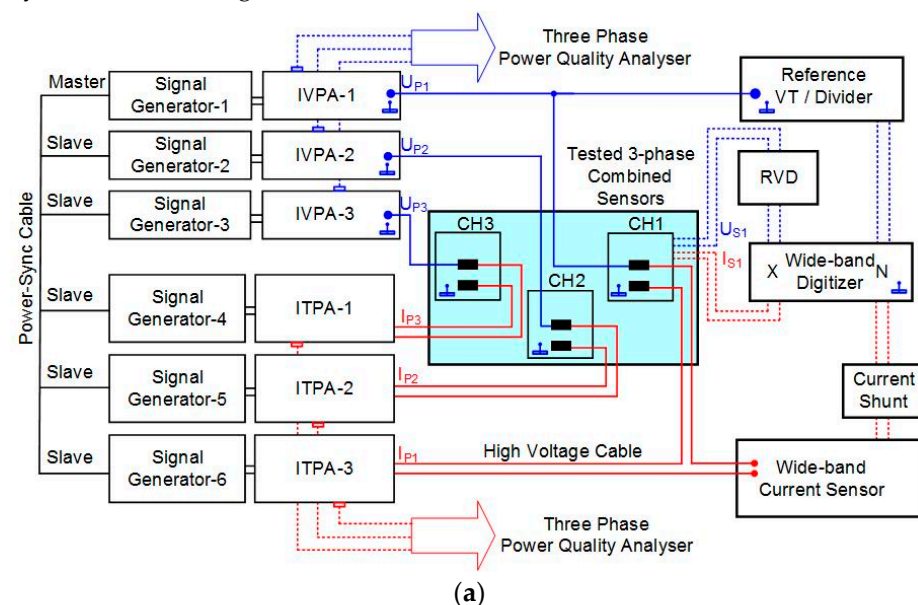 Three Phase
Power Quality Analyser
Master
Signal
Generator-1
IVPA-1
UP1
Reference
VT / Divider
Slave
Signal
Generator-2
IVPA-2
UP2
Tested 3-phase
Combined
Sensors
RVD
Slave
Signal
Generator-3
IVPA-3
UP3
CH3
CH1
US1
IS1
X
Wide-band
Digitizer
N
CH2
Power-Sync Cable
Slave
Signal
Generator-4
ITPA-1
IP3
Slave
Signal
Generator-5
ITPA-2
IP2
Current
Shunt
Slave
Signal
Generator-6
ITPA-3
IP1
High Voltage Cable
Wide-band
Current Sensor
Three Phase
Power Quality Analyser
(a)